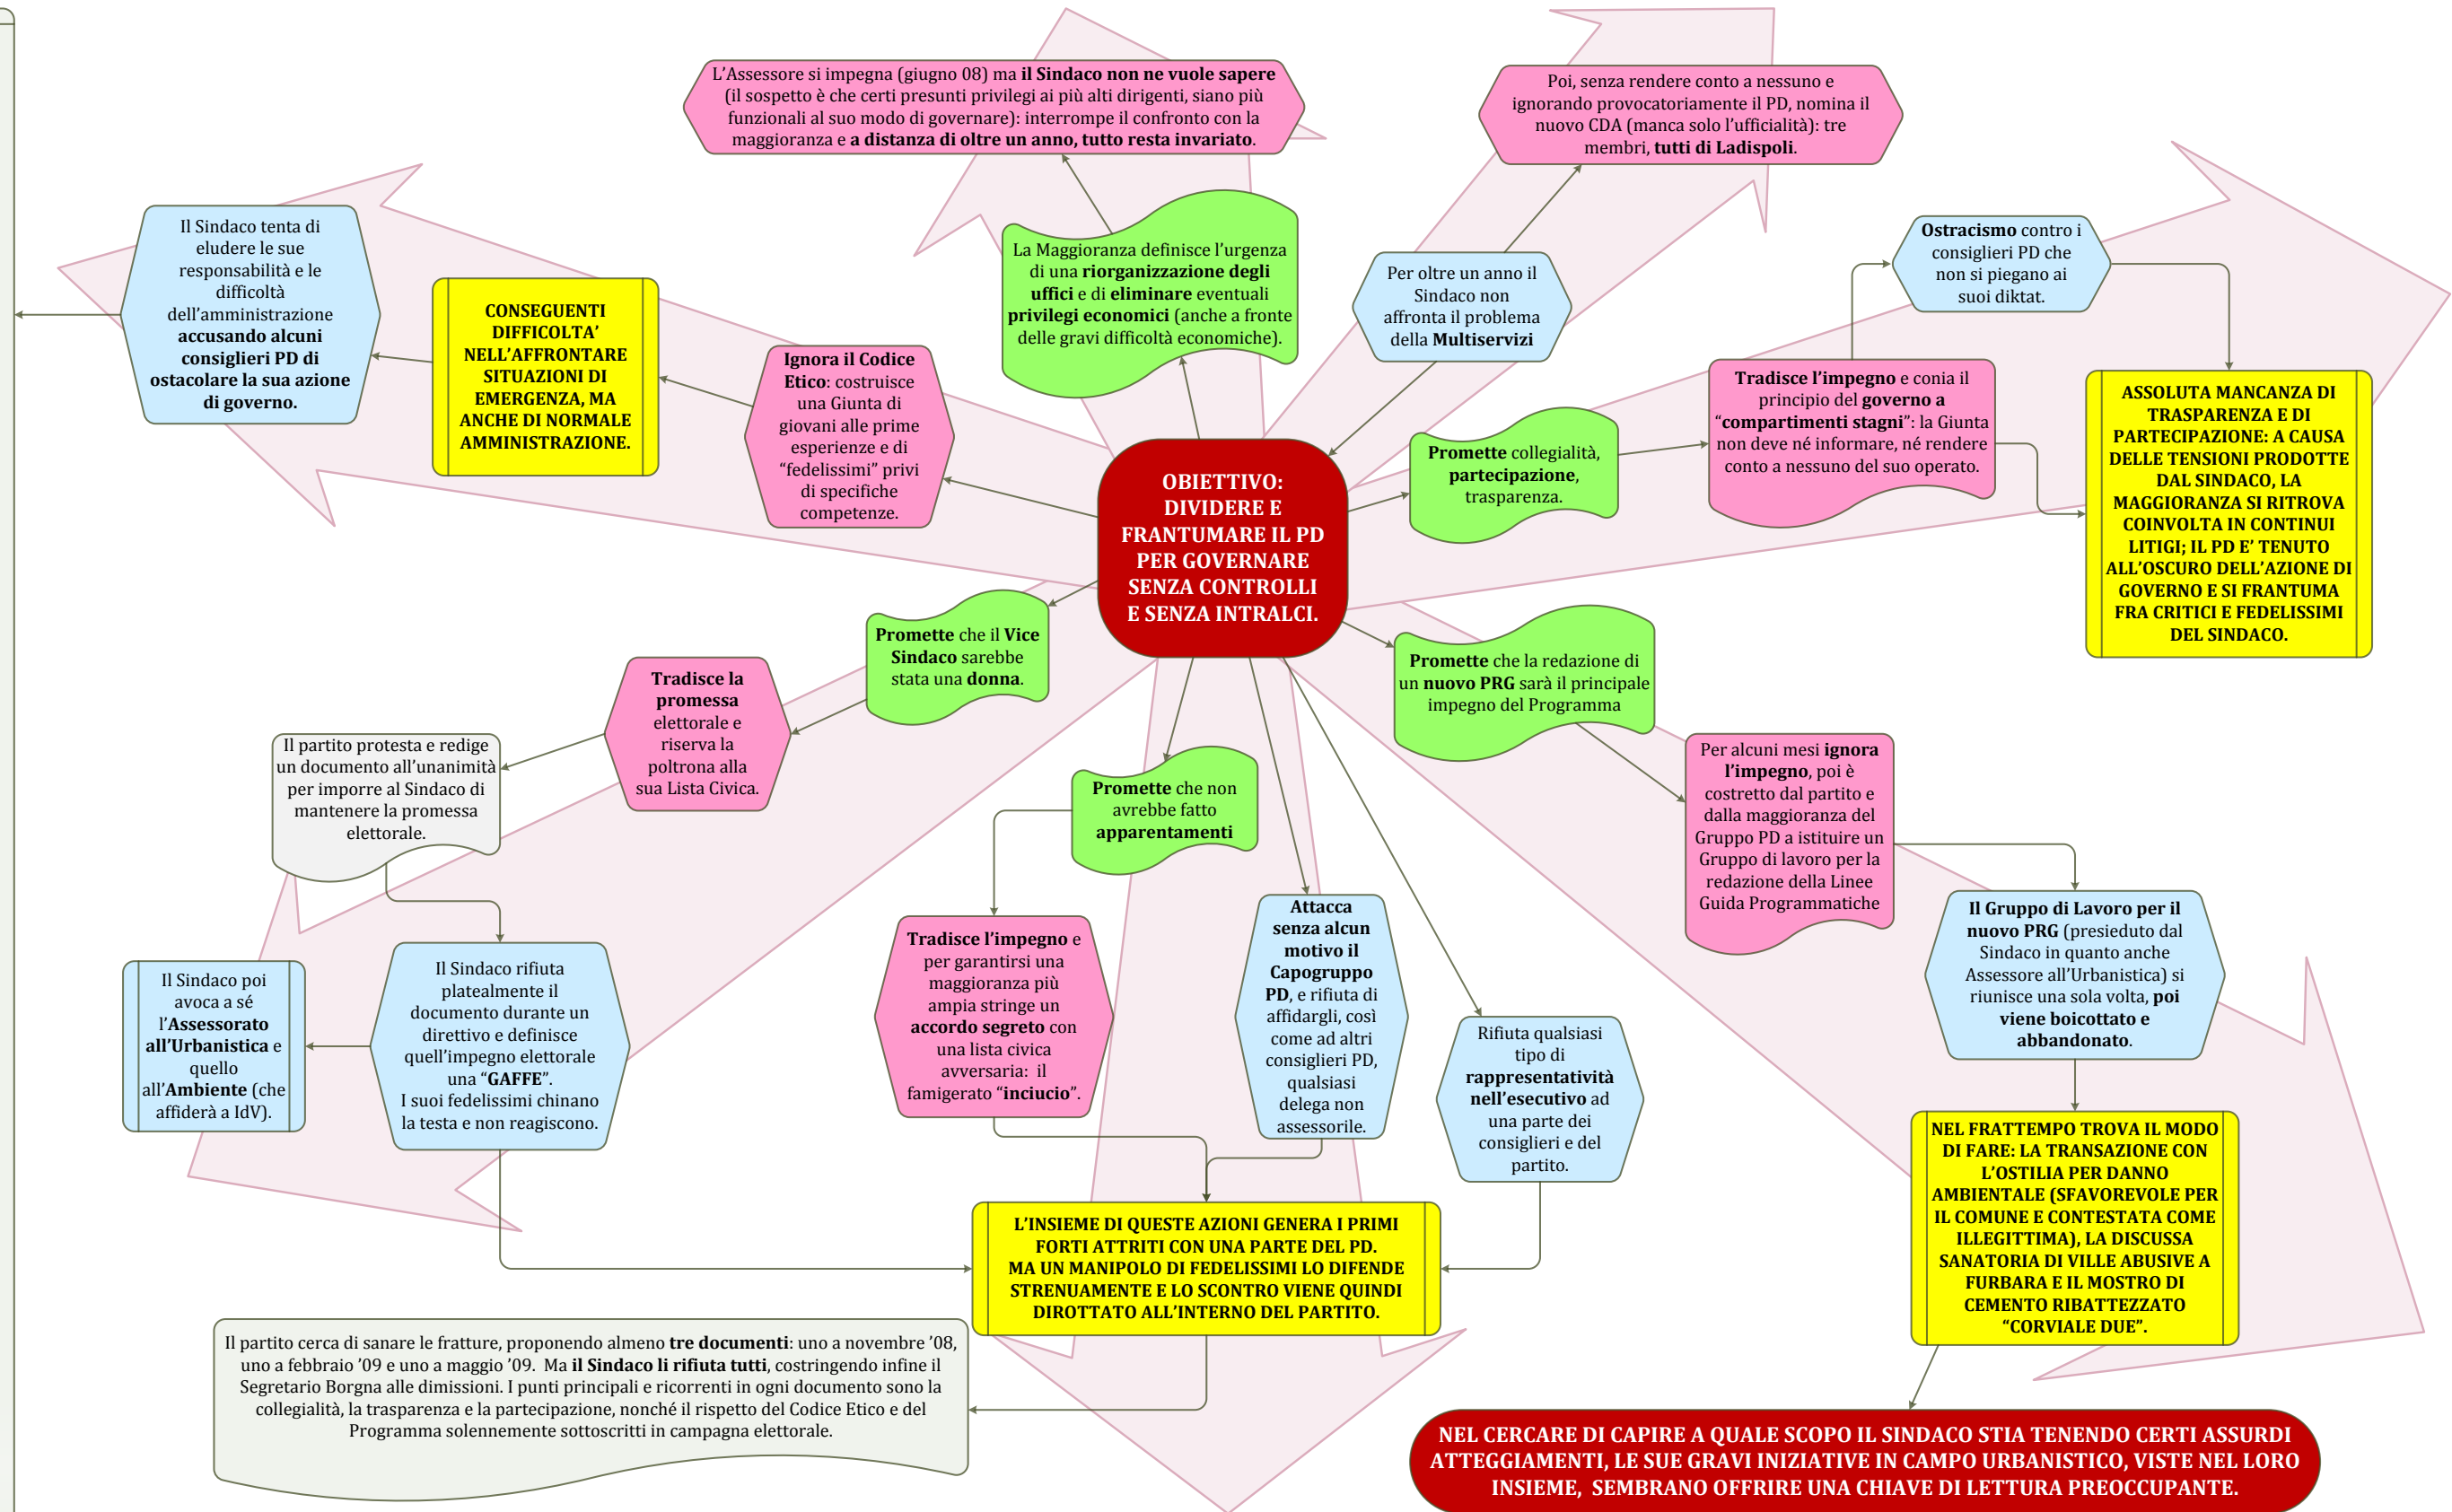 L’Assessore si impegna (giugno 08) ma il Sindaco non ne vuole sapere
(il sospetto è che certi presunti privilegi ai più alti dirigenti, siano più
funzionali al suo modo di governare): interrompe il confronto con la
maggioranza e a distanza di oltre un anno, tutto resta invariato.
Poi, senza rendere conto a nessuno e
ignorando provocatoriamente il PD, nomina il
nuovo CDA (manca solo l’ufficialità): tre
membri, tutti di Ladispoli.
Il Sindaco tenta di
eludere le sue
responsabilità e le
difficoltà
dell’amministrazione
accusando alcuni
consiglieri PD di
ostacolare la sua azione
di governo.
CONSEGUENTI
DIFFICOLTA’
NELL’AFFRONTARE
SITUAZIONI DI
EMERGENZA, MA
ANCHE DI NORMALE
AMMINISTRAZIONE.
Ignora il Codice
Etico: costruisce
una Giunta di
giovani alle prime
esperienze e di
“fedelissimi” privi
di specifiche
competenze.
La Maggioranza definisce l’urgenza
di una riorganizzazione degli
uffici e di eliminare eventuali
privilegi economici (anche a fronte
delle gravi difficoltà economiche).
Per oltre un anno il
Sindaco non
affronta il problema
della Multiservizi
Ostracismo contro i
consiglieri PD che
non si piegano ai
suoi diktat.
OBIETTIVO:
DIVIDERE E
FRANTUMARE IL PD
PER GOVERNARE
SENZA CONTROLLI
E SENZA INTRALCI.
Promette collegialità,
partecipazione,
trasparenza.
Tradisce l’impegno e conia il
principio del governo a
“compartimenti stagni”: la Giunta
non deve né informare, né rendere
conto a nessuno del suo operato.
ASSOLUTA MANCANZA DI
TRASPARENZA E DI
PARTECIPAZIONE: A CAUSA
DELLE TENSIONI PRODOTTE
DAL SINDACO, LA
MAGGIORANZA SI RITROVA
COINVOLTA IN CONTINUI
LITIGI; IL PD E’ TENUTO
ALL’OSCURO DELL’AZIONE DI
GOVERNO E SI FRANTUMA
FRA CRITICI E FEDELISSIMI
DEL SINDACO.
Promette che il Vice
Sindaco sarebbe
stata una donna.
Tradisce la
promessa
elettorale e
riserva la
poltrona alla
sua Lista Civica.
Il partito protesta e redige
un documento all’unanimità
per imporre al Sindaco di
mantenere la promessa
elettorale.
Il Sindaco rifiuta
platealmente il
documento durante un
direttivo e definisce
quell’impegno elettorale
una “GAFFE”.
I suoi fedelissimi chinano
la testa e non reagiscono.
Il Sindaco poi
avoca a sé
l’Assessorato
all’Urbanistica e
quello
all’Ambiente (che
affiderà a IdV).
Promette che non
avrebbe fatto
apparentamenti
Tradisce l’impegno e
per garantirsi una
maggioranza più
ampia stringe un
accordo segreto con
una lista civica
avversaria: il
famigerato “inciucio”.
Attacca
senza alcun
motivo il
Capogruppo
PD, e rifiuta di
affidargli, così
come ad altri
consiglieri PD,
qualsiasi
delega non
assessorile.
Rifiuta qualsiasi
tipo di
rappresentatività
nell’esecutivo ad
una parte dei
consiglieri e del
partito.
Promette che la redazione di
un nuovo PRG sarà il principale
impegno del Programma
Per alcuni mesi ignora
l’impegno, poi è
costretto dal partito e
dalla maggioranza del
Gruppo PD a istituire un
Gruppo di lavoro per la
redazione della Linee
Guida Programmatiche
Il Gruppo di Lavoro per il
nuovo PRG (presieduto dal
Sindaco in quanto anche
Assessore all’Urbanistica) si
riunisce una sola volta, poi
viene boicottato e
abbandonato.
NEL FRATTEMPO TROVA IL MODO
DI FARE: LA TRANSAZIONE CON
L’OSTILIA PER DANNO
AMBIENTALE (SFAVOREVOLE PER
IL COMUNE E CONTESTATA COME
ILLEGITTIMA), LA DISCUSSA
SANATORIA DI VILLE ABUSIVE A
FURBARA E IL MOSTRO DI
CEMENTO RIBATTEZZATO
“CORVIALE DUE”.
L’INSIEME DI QUESTE AZIONI GENERA I PRIMI
FORTI ATTRITI CON UNA PARTE DEL PD.
MA UN MANIPOLO DI FEDELISSIMI LO DIFENDE
STRENUAMENTE E LO SCONTRO VIENE QUINDI
DIROTTATO ALL’INTERNO DEL PARTITO.
Il partito cerca di sanare le fratture, proponendo almeno tre documenti: uno a novembre ’08,
uno a febbraio ’09 e uno a maggio ’09. Ma il Sindaco li rifiuta tutti, costringendo infine il
Segretario Borgna alle dimissioni. I punti principali e ricorrenti in ogni documento sono la
collegialità, la trasparenza e la partecipazione, nonché il rispetto del Codice Etico e del
Programma solennemente sottoscritti in campagna elettorale.
NEL CERCARE DI CAPIRE A QUALE SCOPO IL SINDACO STIA TENENDO CERTI ASSURDI
ATTEGGIAMENTI, LE SUE GRAVI INIZIATIVE IN CAMPO URBANISTICO, VISTE NEL LORO
INSIEME, SEMBRANO OFFRIRE UNA CHIAVE DI LETTURA PREOCCUPANTE.